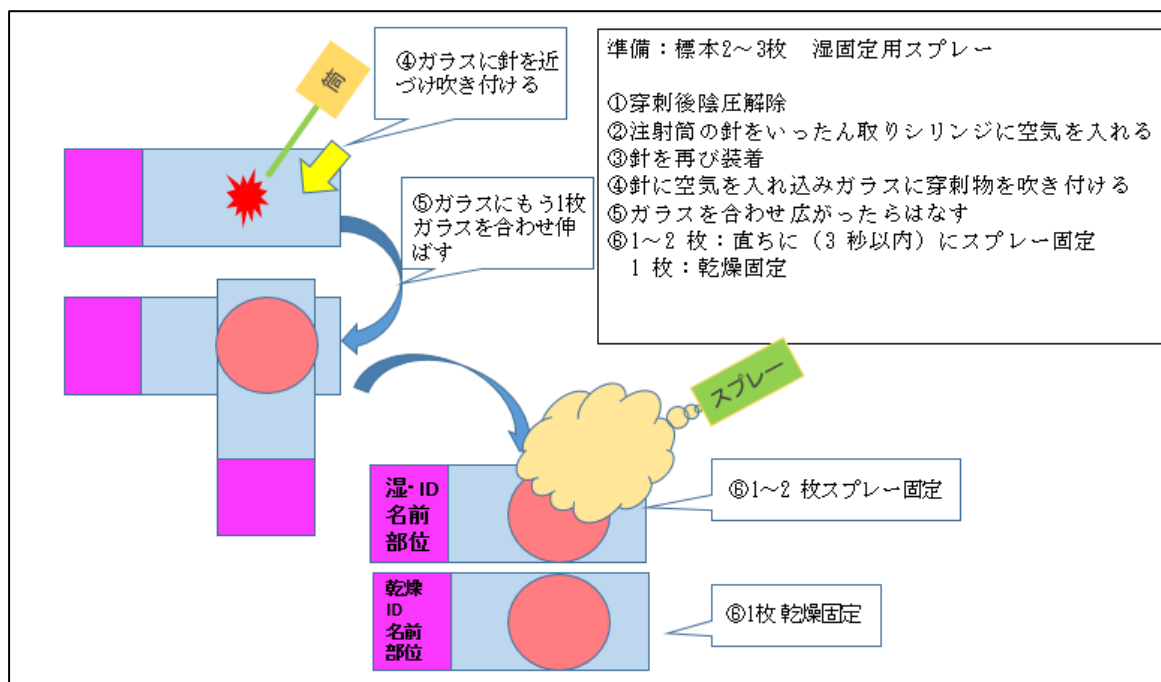 ④ガラスに針を近
づけ吹き付ける
筒
準備：標本2～3枚　湿固定用スプレー
①穿刺後陰圧解除
②注射筒の針をいったん取りシリンジに空気を入れる
③針を再び装着
④針に空気を入れ込みガラスに穿刺物を吹き付ける
⑤ガラスを合わせ広がったらはなす
⑥1～2 枚：直ちに（3 秒以内）にスプレー固定
1 枚：乾燥固定
⑤ガラスにもう1枚
ガラスを合わせ伸
ばす
スプレー
湿・ID
名前
部位
⑥1～2 枚スプレー固定
乾燥
ID
名前
部位
⑥1枚 乾燥固定